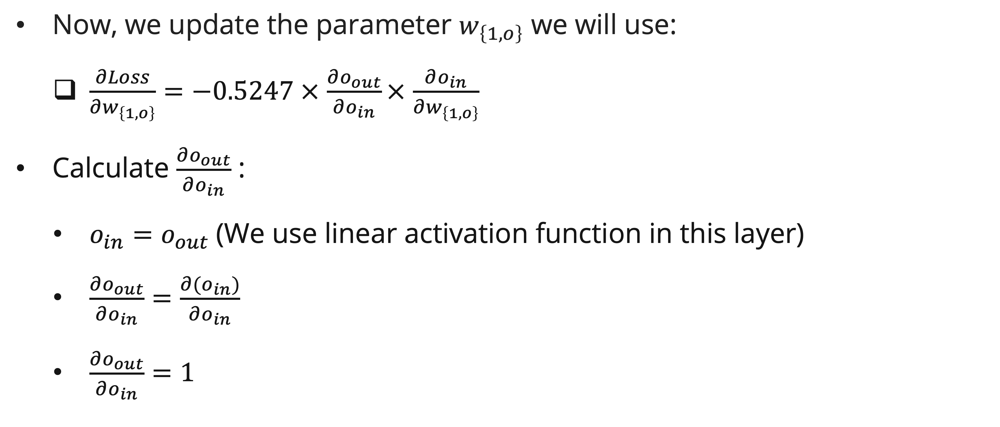 • Now, we update the parameter $w_{\{1,o\}}$ we will use:
❑ $\frac{\partial Loss}{\partial w_{\{1,o\}}} = -0.5247 \times \frac{\partial o_{out}}{\partial o_{in}} \times \frac{\partial o_{in}}{\partial w_{\{1,o\}}}$
• Calculate $\frac{\partial o_{out}}{\partial o_{in}}$ :
• $o_{in} = o_{out}$ (We use linear activation function in this layer)
• $\frac{\partial o_{out}}{\partial o_{in}} = \frac{\partial (o_{in})}{\partial o_{in}}$
• $\frac{\partial o_{out}}{\partial o_{in}} = 1$